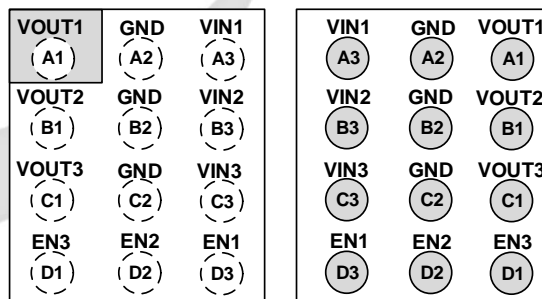 VOUT1 GND VIN1
A1 A2 A3
VOUT2 GND VIN2
B1 B2 B3
VOUT3 GND VIN3
C1 C2 C3
EN3 EN2 EN1
D1 D2 D3
VIN1 GND VOUT1
A3 A2 A1
VIN2 GND VOUT2
B3 B2 B1
VIN3 GND VOUT3
C3 C2 C1
EN1 EN2 EN3
D3 D2 D1